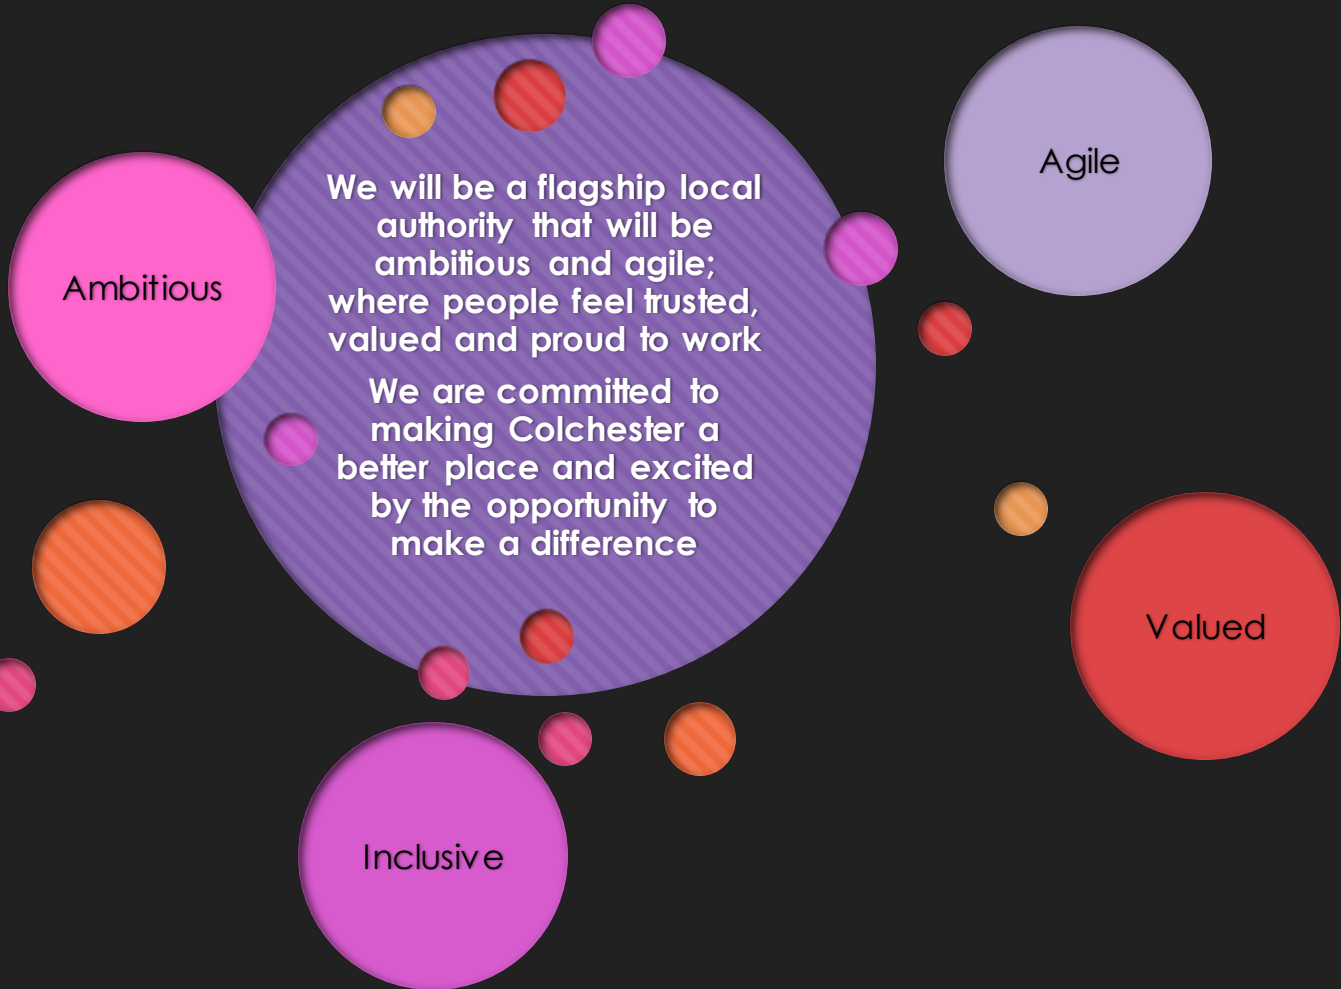 We will be a flagship local
authority that will be
ambitious and agile;
where people feel trusted,
valued and proud to work
We are committed to
making Colchester a
better place and excited
by the opportunity to
make a difference
Agile
Ambitious
Valued
Inclusive